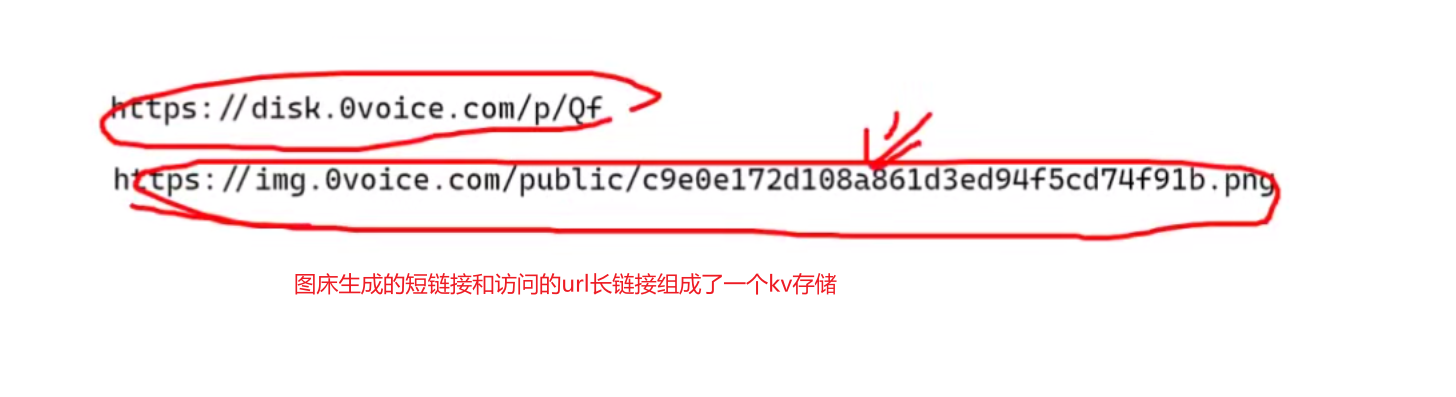 https://disk.0voice.com/p/Qf
https://img.0voice.com/public/c9e0e172d108a861d3ed94f5cd74f91b.png
图床生成的短链接和访问的url长链接组成了一个kv存储